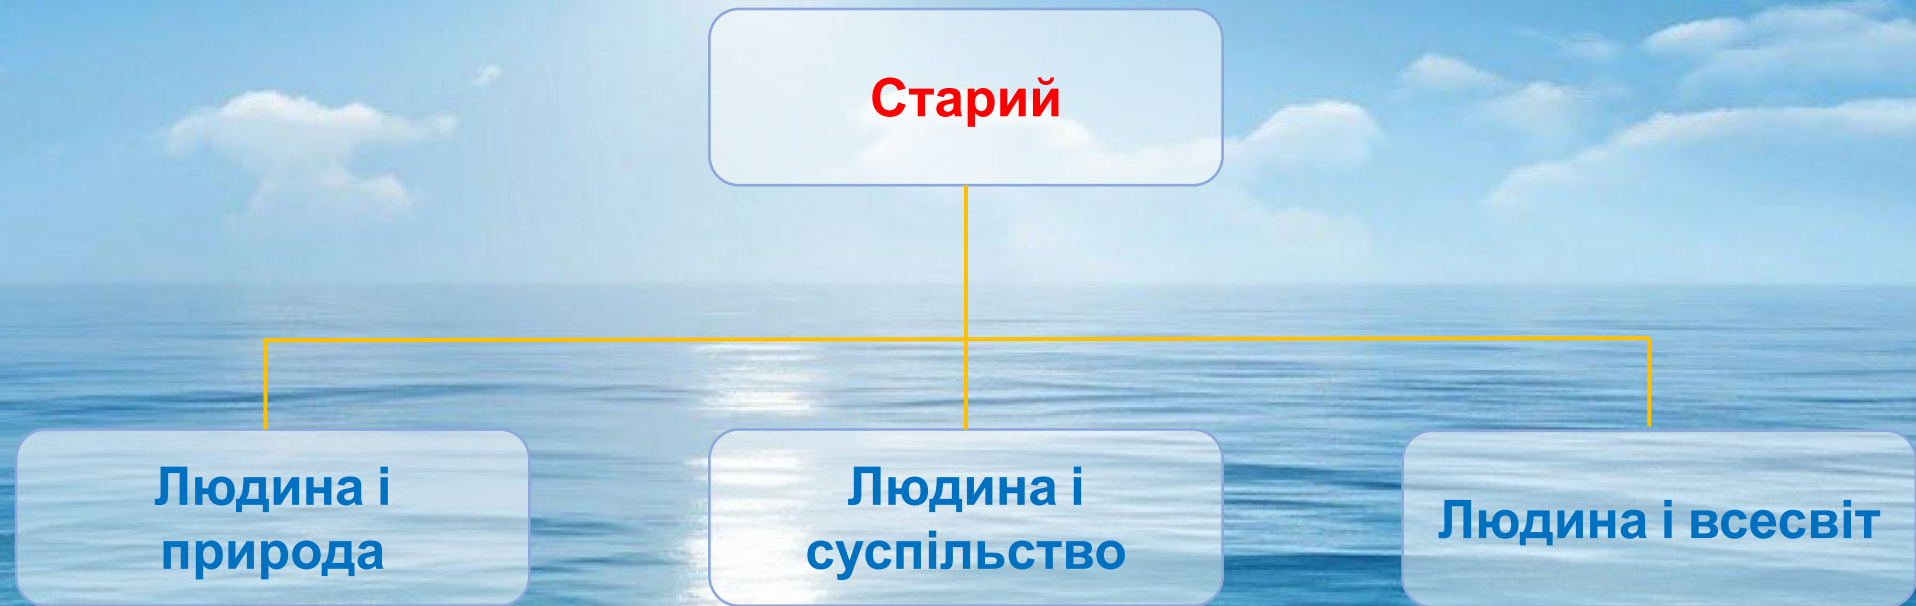 Старий
Людина і
природа
Людина і
суспільство
Людина і всесвіт